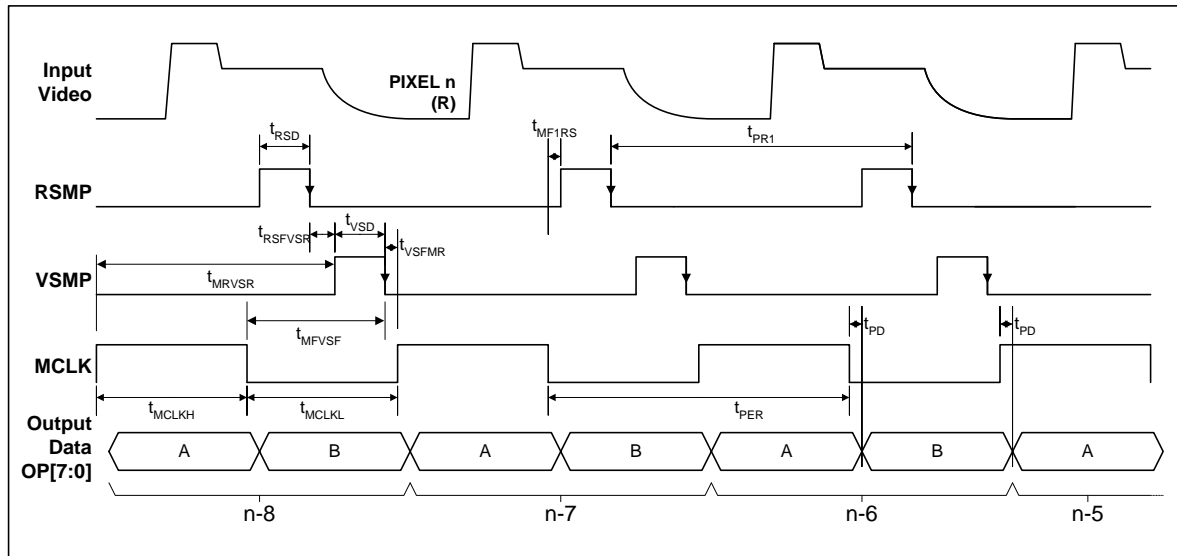 Input
Video
PIXEL n
(R)
tRSD
tMF1RS
tPR1
RSMP
tRSFVSR
tVSD
tVSFMR
VSMP
tMRVSR
tMFVSF
tPD
tPD
MCLK
tMCLKH
tMCLKL
tPER
Output
Data
OP[7:0]
A
B
A
B
A
B
A
n-8
n-7
n-6
n-5